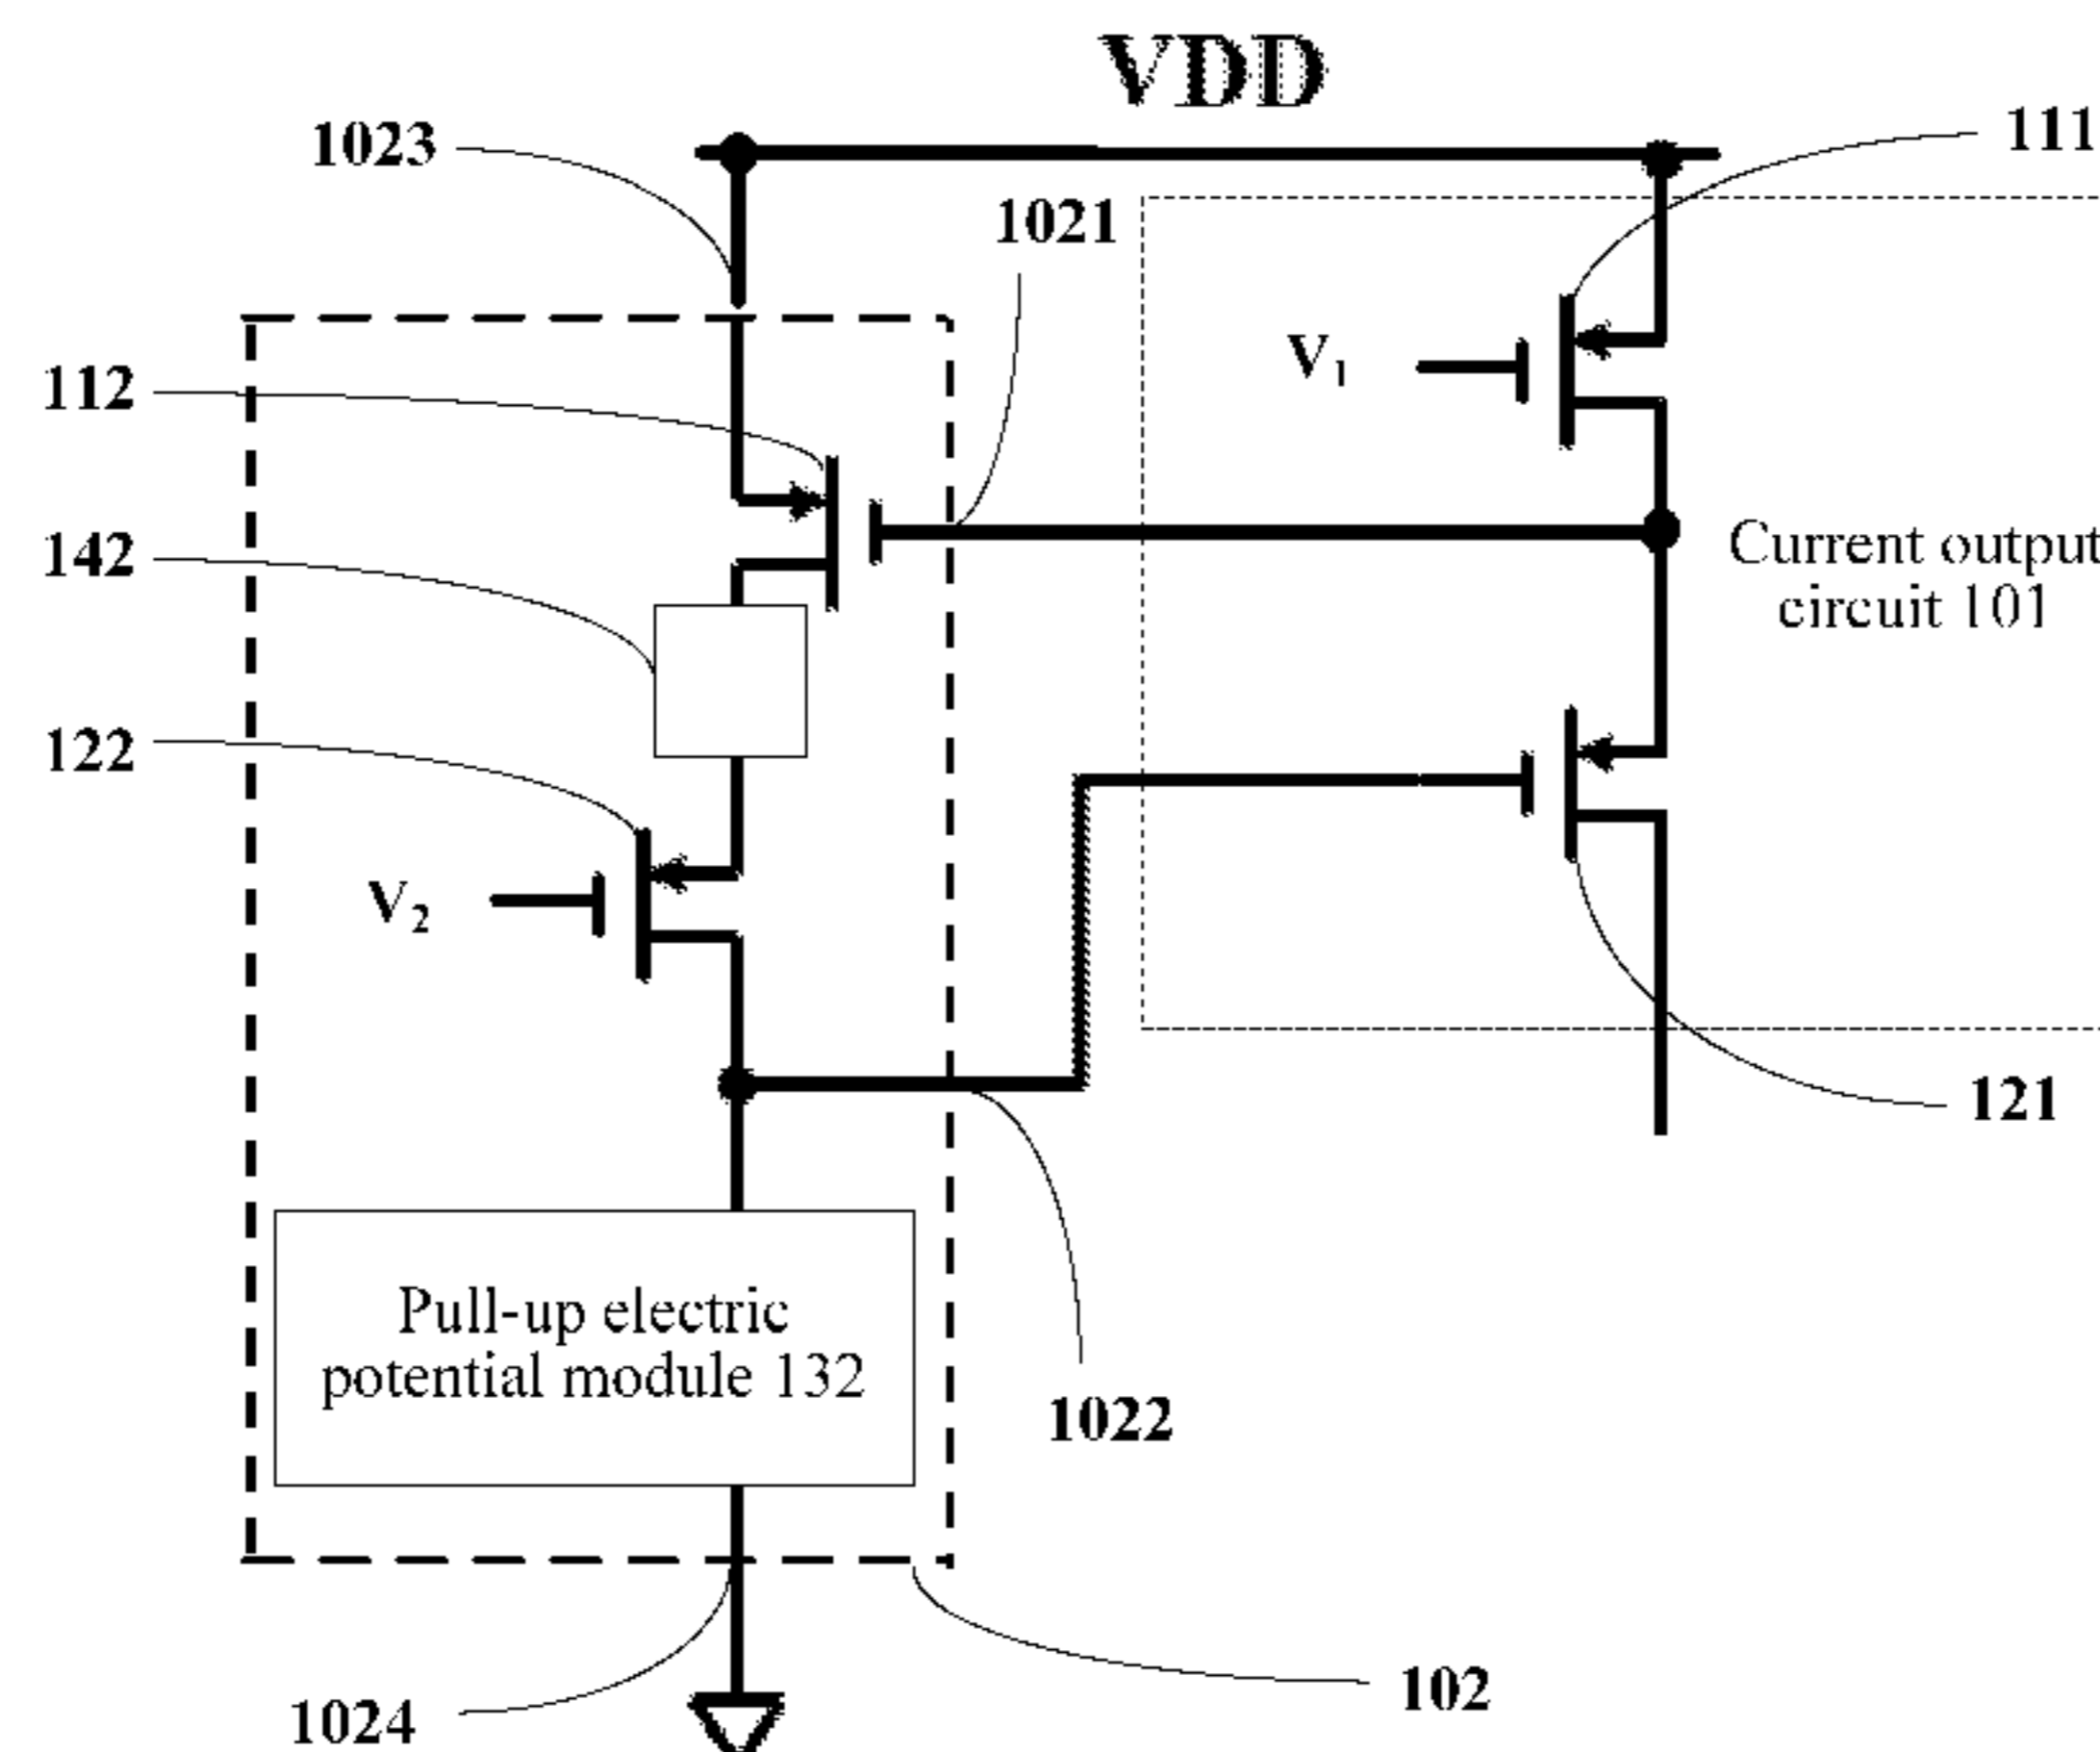 VDD
1023
111
1021
V₁
112
142
Current output
circuit 101
122
V₂
121
Pull-up electric
potential module 132
1022
102
1024